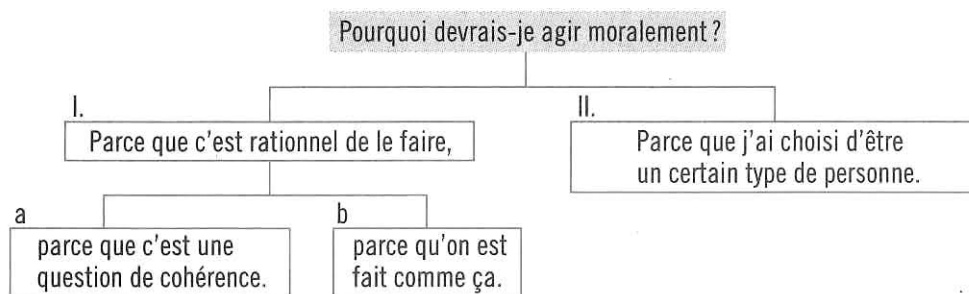 Pourquoi devrais-je agir moralement ?
I.
Parce que c'est rationnel de le faire,
II.
Parce que j'ai choisi d'être
un certain type de personne.
a
parce que c'est une
question de cohérence.
b
parce qu'on est
fait comme ça.